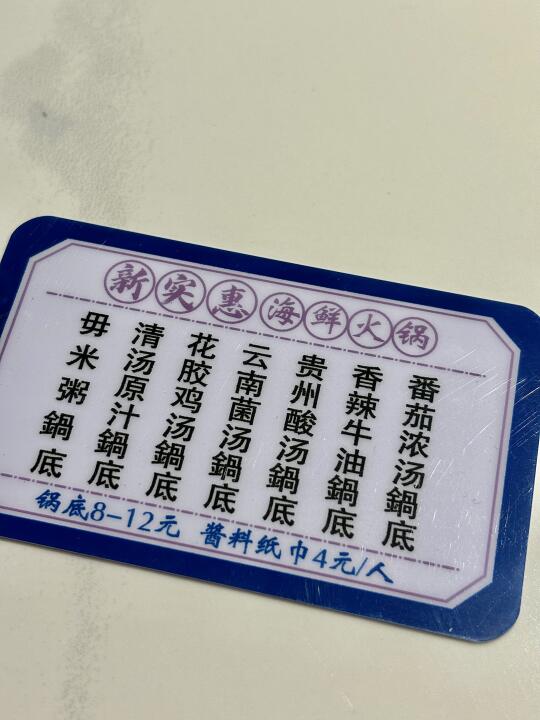 新实惠海鲜火锅
番茄浓汤鍋底
香辣牛油鍋底
贵州酸汤鍋底
云南菌汤鍋底
花胶鸡汤鍋底
清汤原汁鍋底
毋米粥鍋底
锅底8-12元 酱料纸巾4元/人